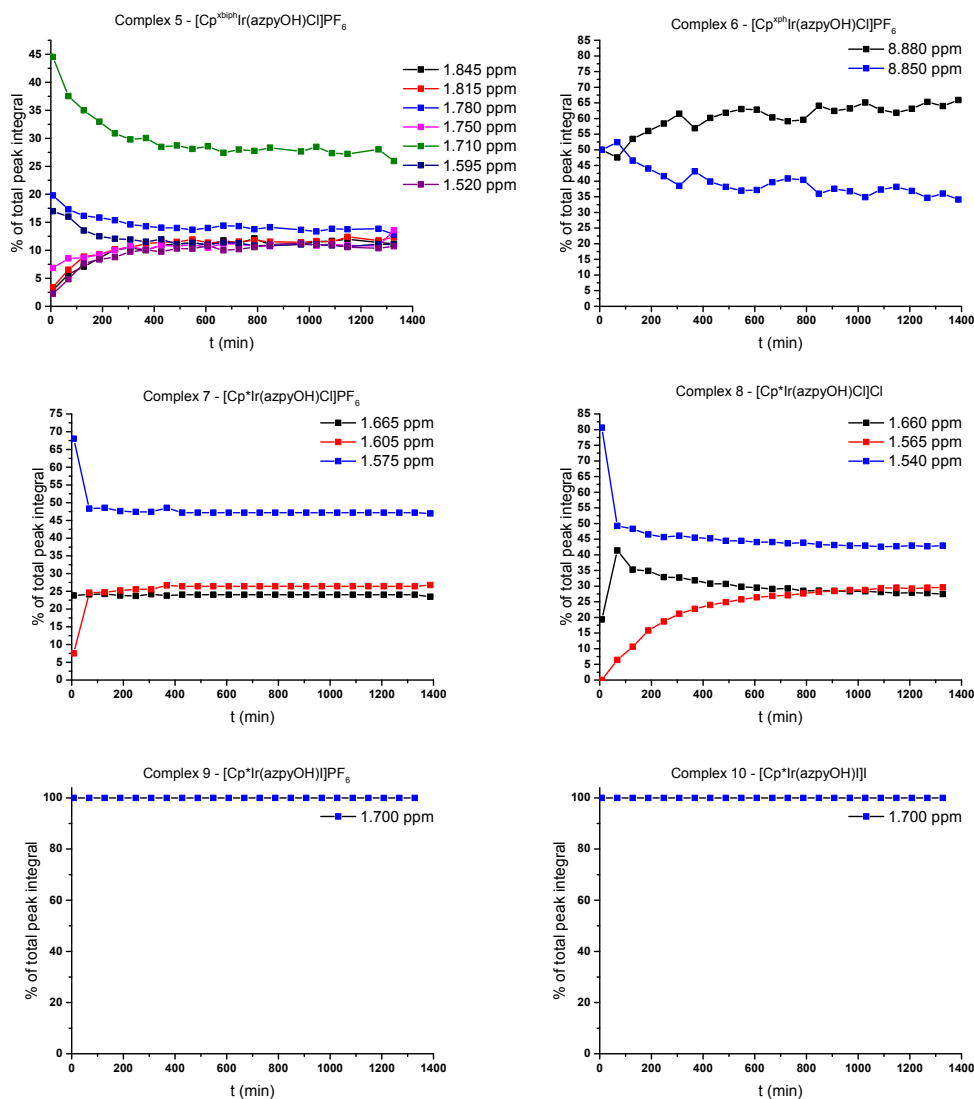 Complex 5 - [Cp^xbiph Ir(azpyOH)Cl]PF₆
% of total peak integral
45
40
35
30
25
20
15
10
5
0
1.845 ppm
1.815 ppm
1.780 ppm
1.750 ppm
1.710 ppm
1.595 ppm
1.520 ppm
0 200 400 600 800 1000 1200 1400
t (min)
Complex 6 - [Cp^xph Ir(azpyOH)Cl]PF₆
% of total peak integral
85
80
75
70
65
60
55
50
45
40
35
30
25
20
15
10
5
0
8.880 ppm
8.850 ppm
0 200 400 600 800 1000 1200 1400
t (min)
Complex 7 - [Cp*Ir(azpyOH)Cl]PF₆
% of total peak integral
75
70
65
60
55
50
45
40
35
30
25
20
15
10
5
0
1.665 ppm
1.605 ppm
1.575 ppm
0 200 400 600 800 1000 1200 1400
t (min)
Complex 8 - [Cp*Ir(azpyOH)Cl]Cl
% of total peak integral
85
80
75
70
65
60
55
50
45
40
35
30
25
20
15
10
5
0
1.660 ppm
1.565 ppm
1.540 ppm
0 200 400 600 800 1000 1200 1400
t (min)
Complex 9 - [Cp*Ir(azpyOH)I]PF₆
% of total peak integral
100
80
60
40
20
0
1.700 ppm
0 200 400 600 800 1000 1200 1400
t (min)
Complex 10 - [Cp*Ir(azpyOH)I]I
% of total peak integral
100
80
60
40
20
0
1.700 ppm
0 200 400 600 800 1000 1200 1400
t (min)